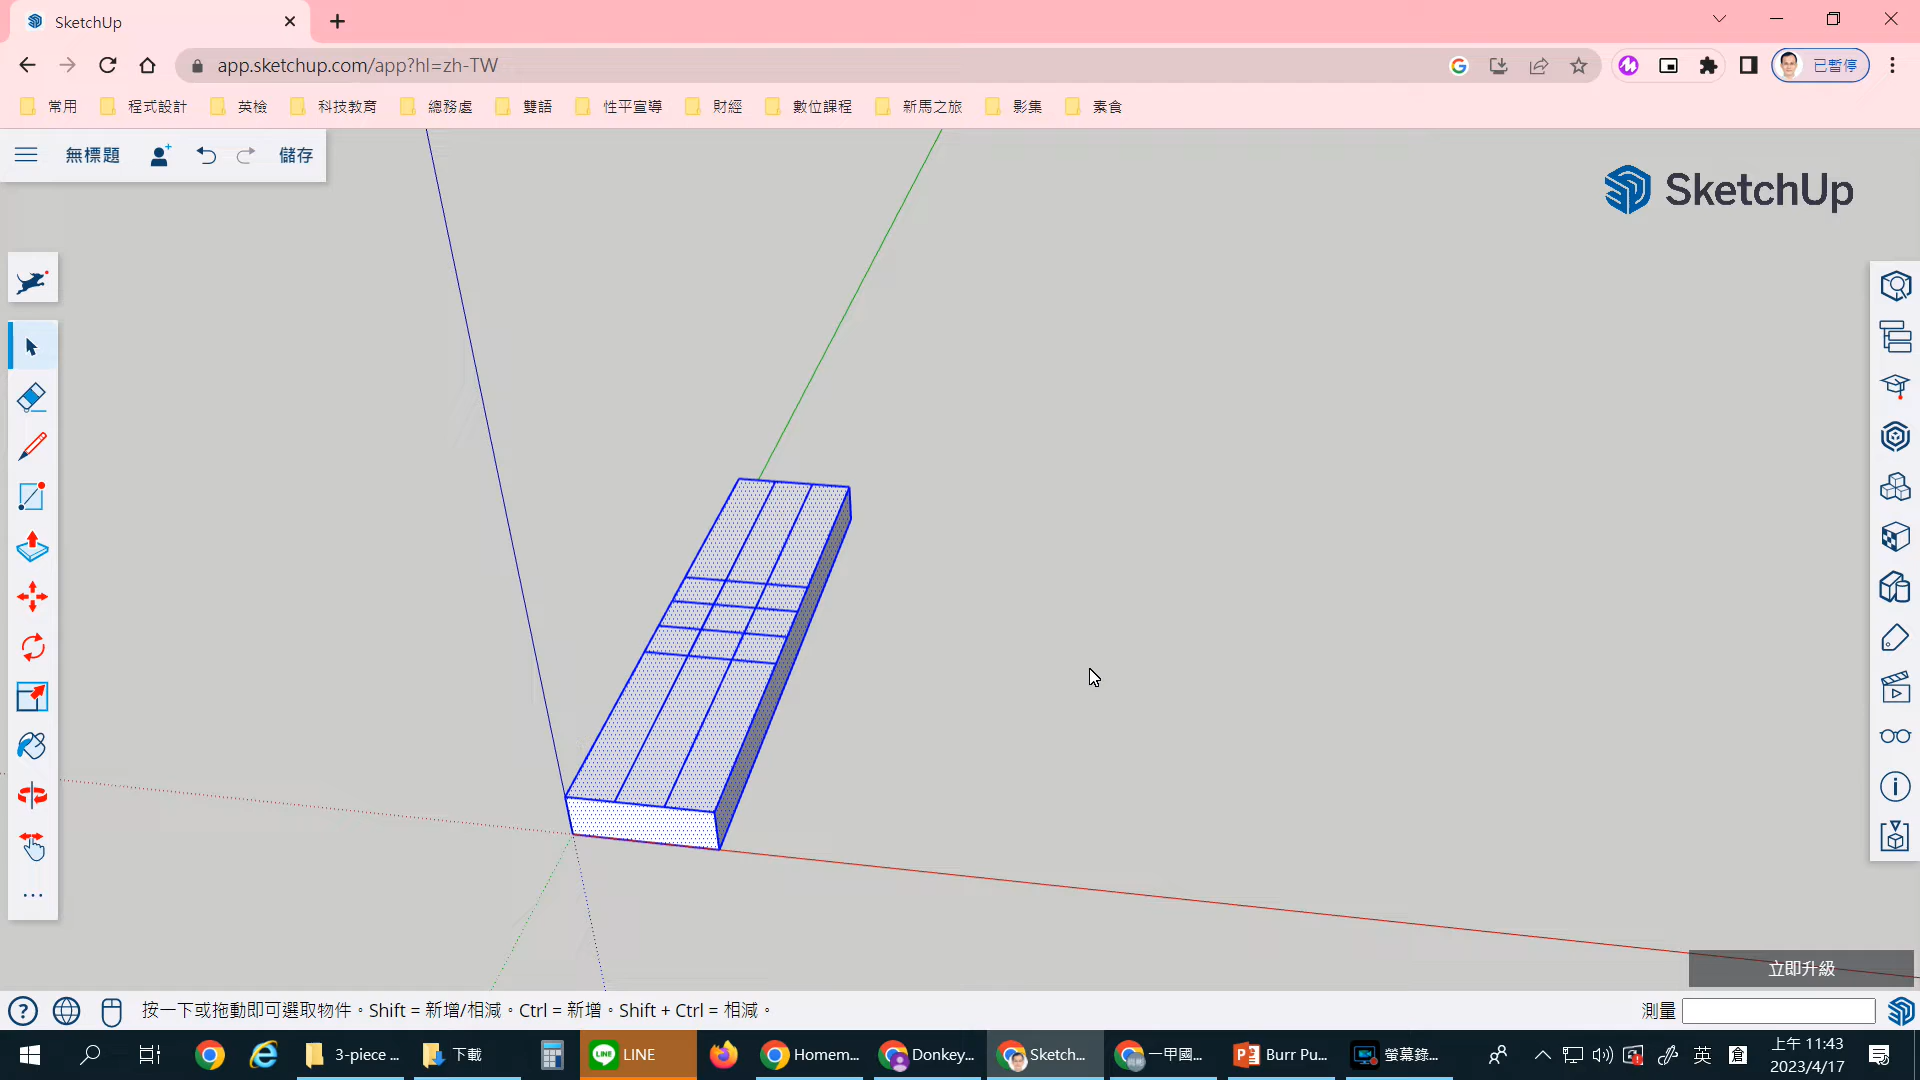 SketchUp
app.sketchup.com/app?hl=zh-TW
已暫停
常用 程式設計 英檢 科技教育 總務處 雙語 性平宣導 財經 數位課程 新馬之旅 影集 素食
無標題 儲存
SketchUp
立即升級
按一下或拖動即可選取物件。Shift = 新增/相減。Ctrl = 新增。Shift + Ctrl = 相減。
測量
3-piece ... 下載 LINE Homem... Donkey... Sketch... 一甲國... Burr Pu... 螢幕錄... 英 倉
上午 11:43
2023/4/17